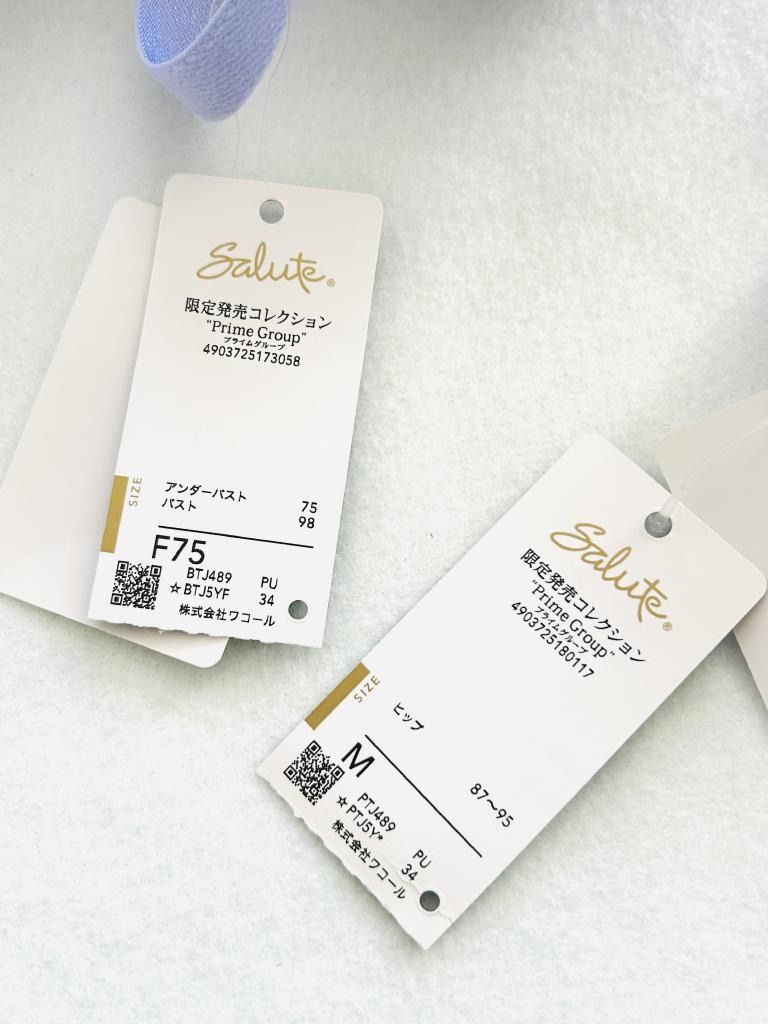 Salute®
限定発売コレクション
"Prime Group"
プライムグループ
4903725173058
SIZE
アンダーバスト 75
バスト 98
F75
BTJ489 PU
☆BTJ5YF 34
株式会社ワコール
Salute®
限定発売コレクション
"Prime Group"
プライムグループ
4903725180117
SIZE
ヒップ
87〜95
M
PTJ489 PU
☆PTJ5Y* 34
株式会社ワコール